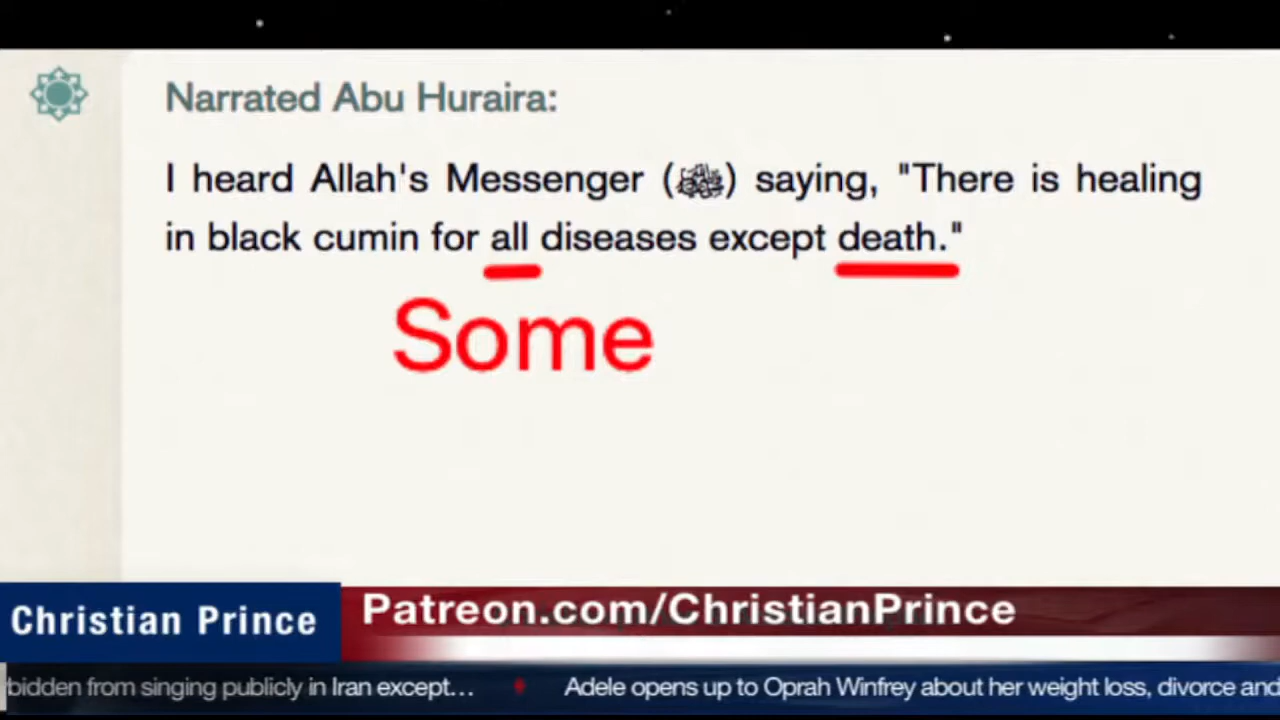 Narrated Abu Huraira:
I heard Allah's Messenger (ﷺ) saying, "There is healing
in black cumin for all diseases except death."
Some
Christian Prince
Patreon.com/ChristianPrince
bidden from singing publicly in Iran except...
Adele opens up to Oprah Winfrey about her weight loss, divorce and